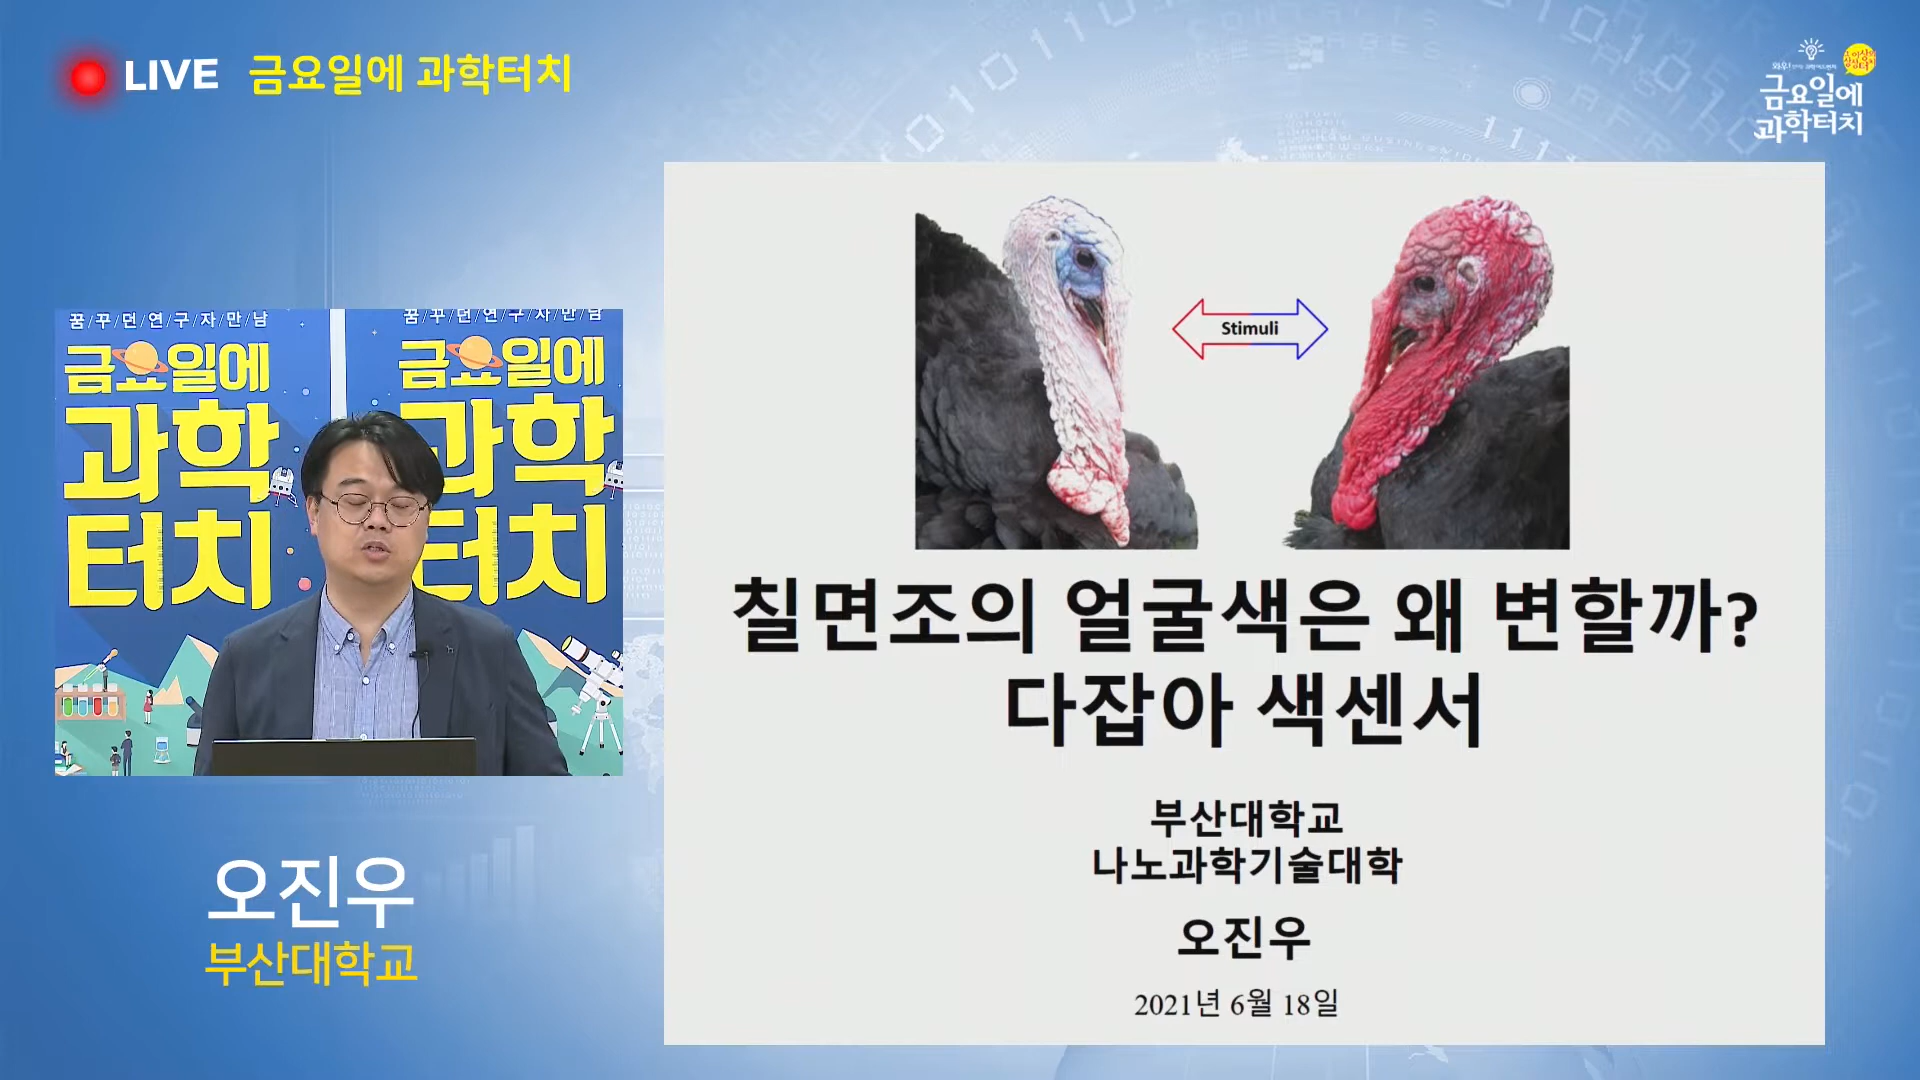 LIVE 금요일에 과학터치
금요일에
과학터치
꿈/꾸/던/연/구/자/만/남
금요일에
과학
터치
꿈/꾸/던/연/구/자/만/남
금요일에
과학
터치
Stimuli
칠면조의 얼굴색은 왜 변할까?
다잡아 색센서
부산대학교
나노과학기술대학
오진우
2021년 6월 18일
오진우
부산대학교